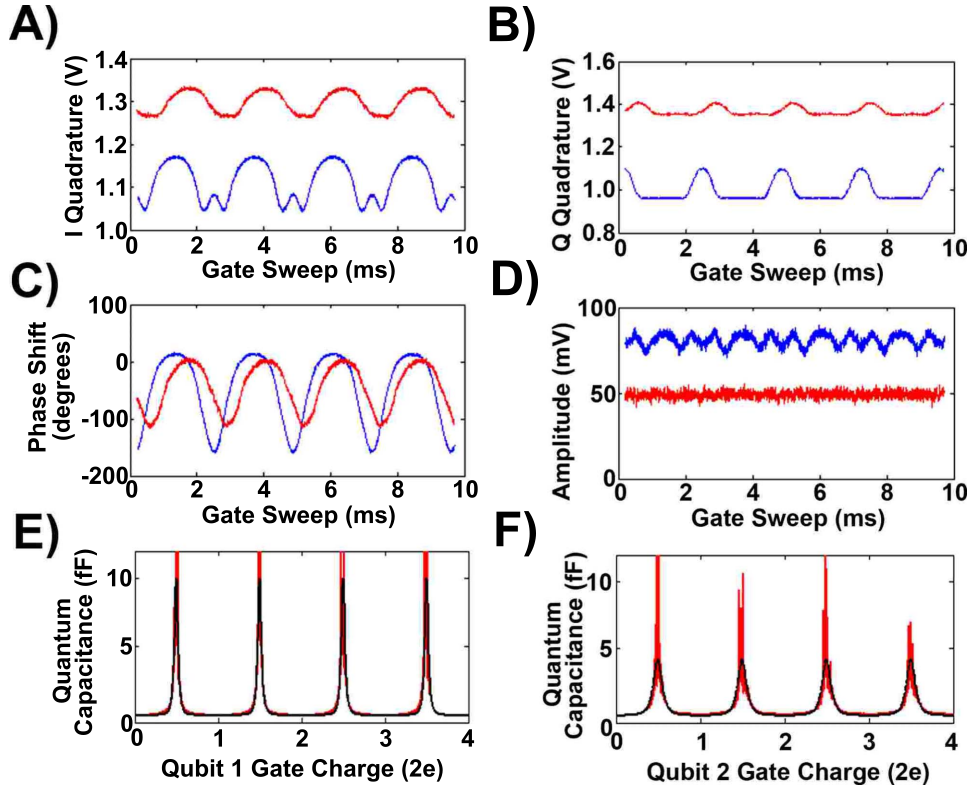 A)
I Quadrature (V)
1.4
1.3
1.2
1.1
1.0
0 2 4 6 8 10
Gate Sweep (ms)
B)
Q Quadrature (V)
1.6
1.4
1.2
1.0
0.8
0 2 4 6 8 10
Gate Sweep (ms)
C)
Phase Shift
(degrees)
100
0
-100
-200
0 2 4 6 8 10
Gate Sweep (ms)
D)
Amplitude (mV)
100
50
0
0 2 4 6 8 10
Gate Sweep (ms)
E)
Quantum
Capacitance (fF)
10
5
0
0 1 2 3 4
Qubit 1 Gate Charge (2e)
F)
Quantum
Capacitance (fF)
10
5
0
0 1 2 3 4
Qubit 2 Gate Charge (2e)